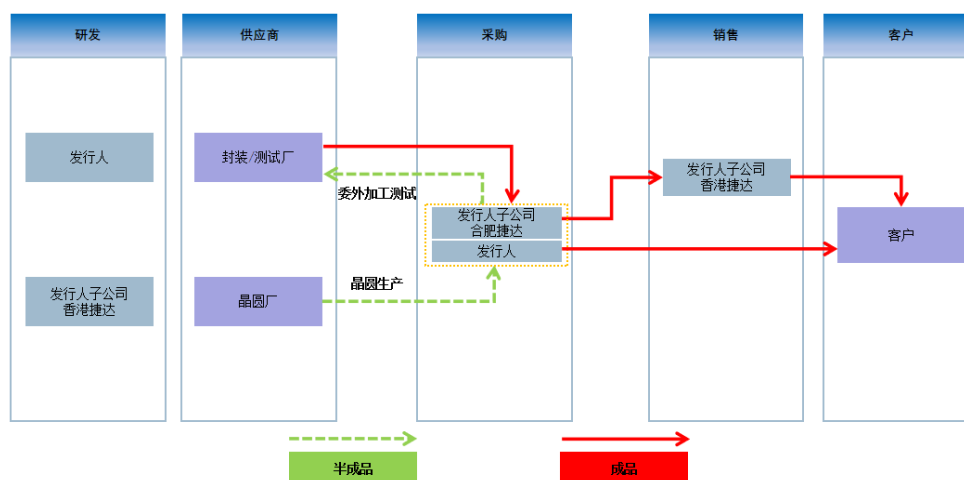 研发
供应商
采购
销售
客户
发行人
封装/测试厂
委外加工测试
发行人子公司
合肥捷达
发行人
发行人子公司
香港捷达
客户
发行人子公司
香港捷达
晶圆厂
晶圆生产
半成品
成品